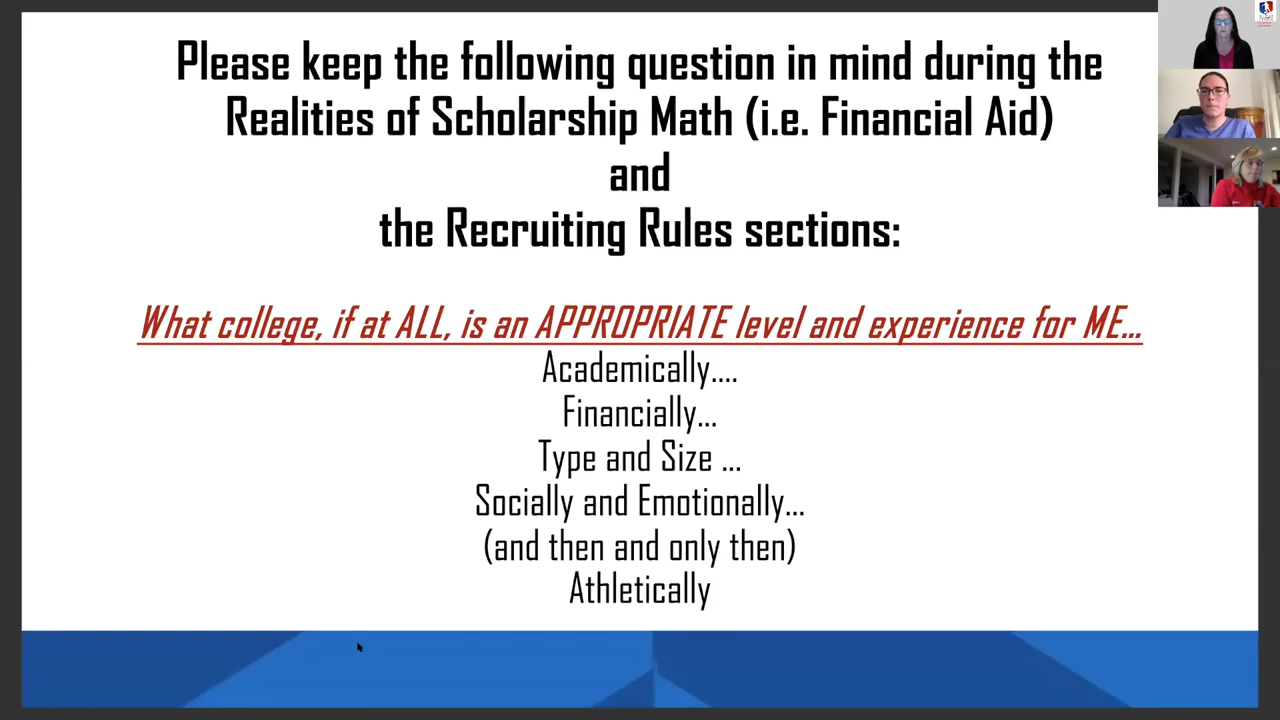 Please keep the following question in mind during the
Realities of Scholarship Math (i.e. Financial Aid)
and
the Recruiting Rules sections:
What college, if at ALL, is an APPROPRIATE level and experience for ME...
Academically....
Financially...
Type and Size ...
Socially and Emotionally...
(and then and only then)
Athletically